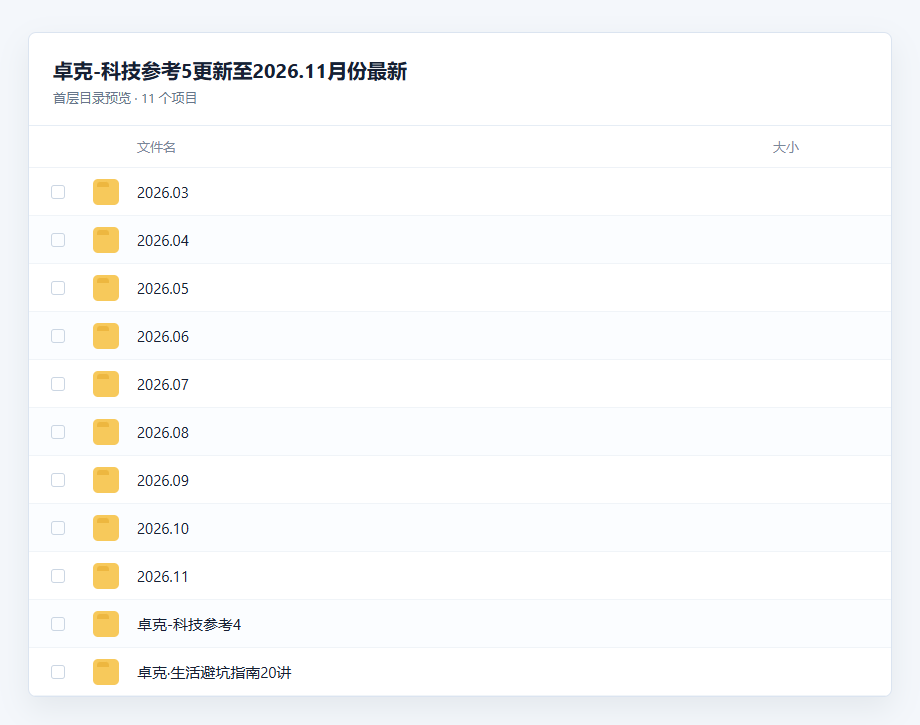 卓克-科技参考5更新至2026.11月份最新
首层目录预览 · 11 个项目
文件名 大小
2026.03
2026.04
2026.05
2026.06
2026.07
2026.08
2026.09
2026.10
2026.11
卓克-科技参考4
卓克·生活避坑指南20讲